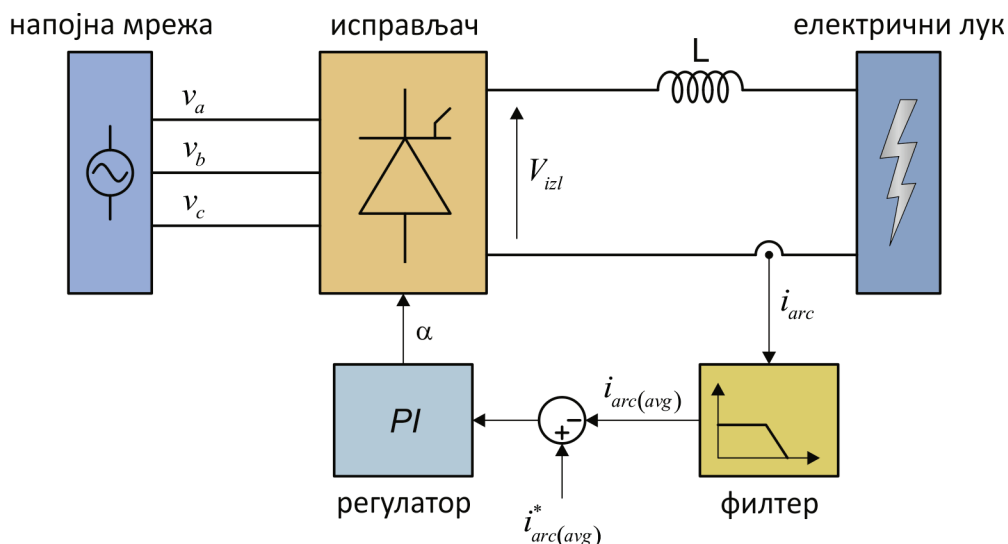 напојна мрежа
исправљач
електрични лук
L
v_a
v_b
v_c
V_izl
i_arc
α
PI
i_arc(avg)
− +
регулатор
i*_arc(avg)
филтер